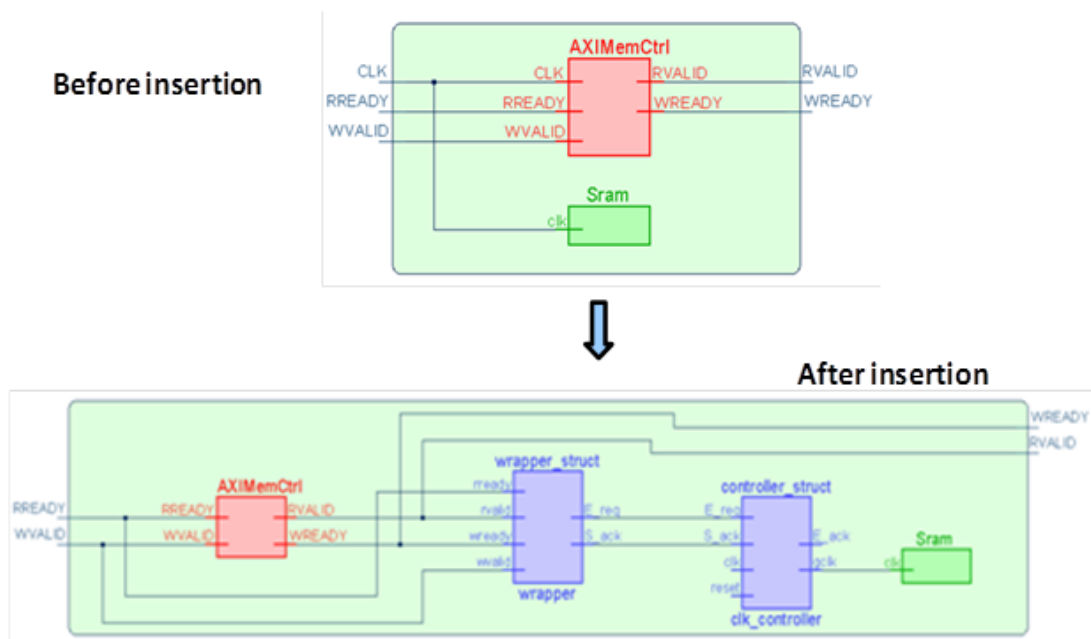 Before insertion
AXIMemCtrl
CLK CLK RVALID RVALID
RREADY RREADY WREADY WREADY
WVALID WVALID
Sram
clk
After insertion
WREADY
RVALID
wrapper_struct
AXIMemCtrl rready controller_struct
RREADY RREADY RVALID rvalid E_req E_req
WVALID WVALID WREADY wready S_ack S_ack E_ack Sram
wvalid clk gclk clk
reset
wrapper
clk_controller